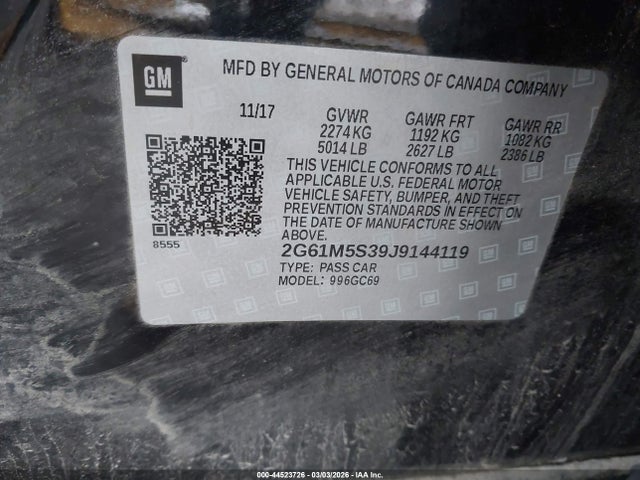 GM
MFD BY GENERAL MOTORS OF CANADA COMPANY
11/17
GVWR
2274 KG
5014 LB
GAWR FRT
1192 KG
2627 LB
GAWR RR
1082 KG
2386 LB
THIS VEHICLE CONFORMS TO ALL
APPLICABLE U.S. FEDERAL MOTOR
VEHICLE SAFETY, BUMPER, AND THEFT
PREVENTION STANDARDS IN EFFECT ON
THE DATE OF MANUFACTURE SHOWN
ABOVE.
8555
2G61M5S39J9144119
TYPE: PASS CAR
MODEL: 996GC69
000-44523726 | 03/03/2026 | IAA Inc.